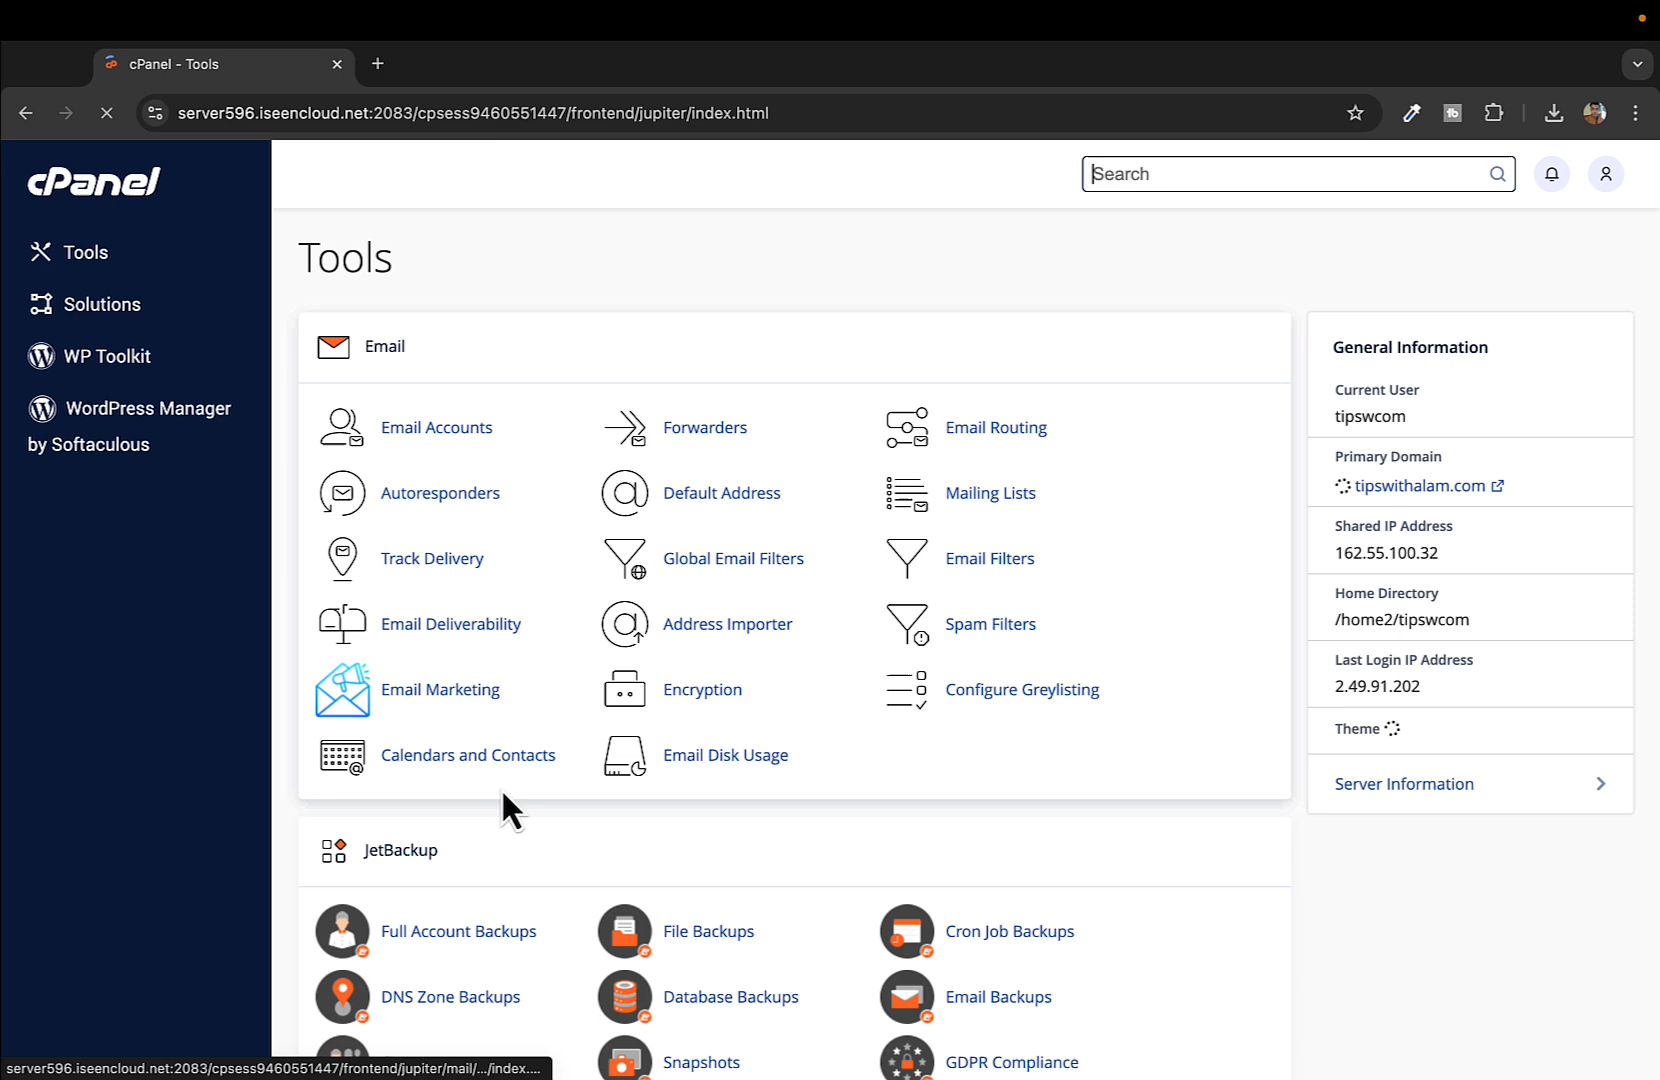 cPanel - Tools
server596.iseencloud.net:2083/cpsess9460551447/frontend/jupiter/index.html
cPanel
Search
Tools
Solutions
WP Toolkit
WordPress Manager
by Softaculous
Tools
Email
Email Accounts
Forwarders
Email Routing
Autoresponders
Default Address
Mailing Lists
Track Delivery
Global Email Filters
Email Filters
Email Deliverability
Address Importer
Spam Filters
Email Marketing
Encryption
Configure Greylisting
Calendars and Contacts
Email Disk Usage
JetBackup
Full Account Backups
File Backups
Cron Job Backups
DNS Zone Backups
Database Backups
Email Backups
Snapshots
GDPR Compliance
General Information
Current User
tipswcom
Primary Domain
tipswithalam.com
Shared IP Address
162.55.100.32
Home Directory
/home2/tipswcom
Last Login IP Address
2.49.91.202
Theme
Server Information
server596.iseencloud.net:2083/cpsess9460551447/frontend/jupiter/mail/.../index....